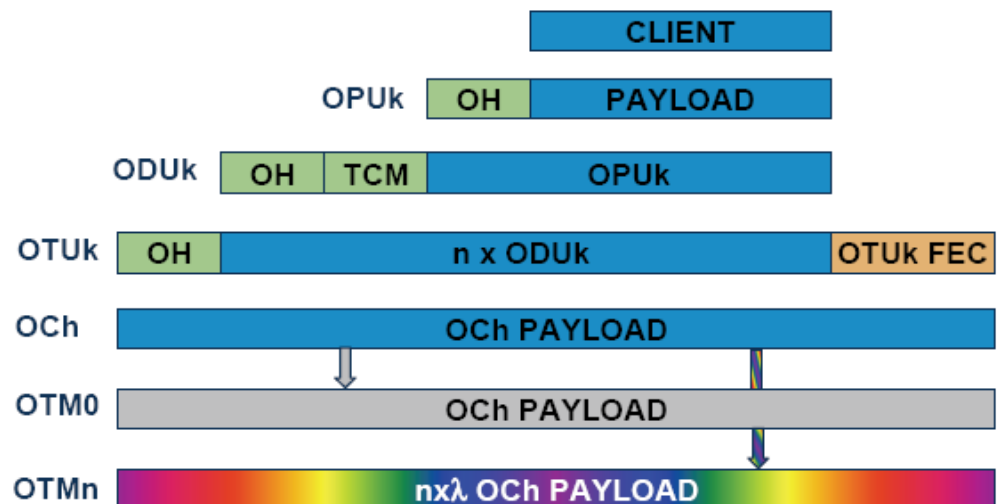 CLIENT
OPUk OH PAYLOAD
ODUk OH TCM OPUk
OTUk OH n x ODUk OTUk FEC
OCh OCh PAYLOAD
OTM0 OCh PAYLOAD
OTMn nxλ OCh PAYLOAD